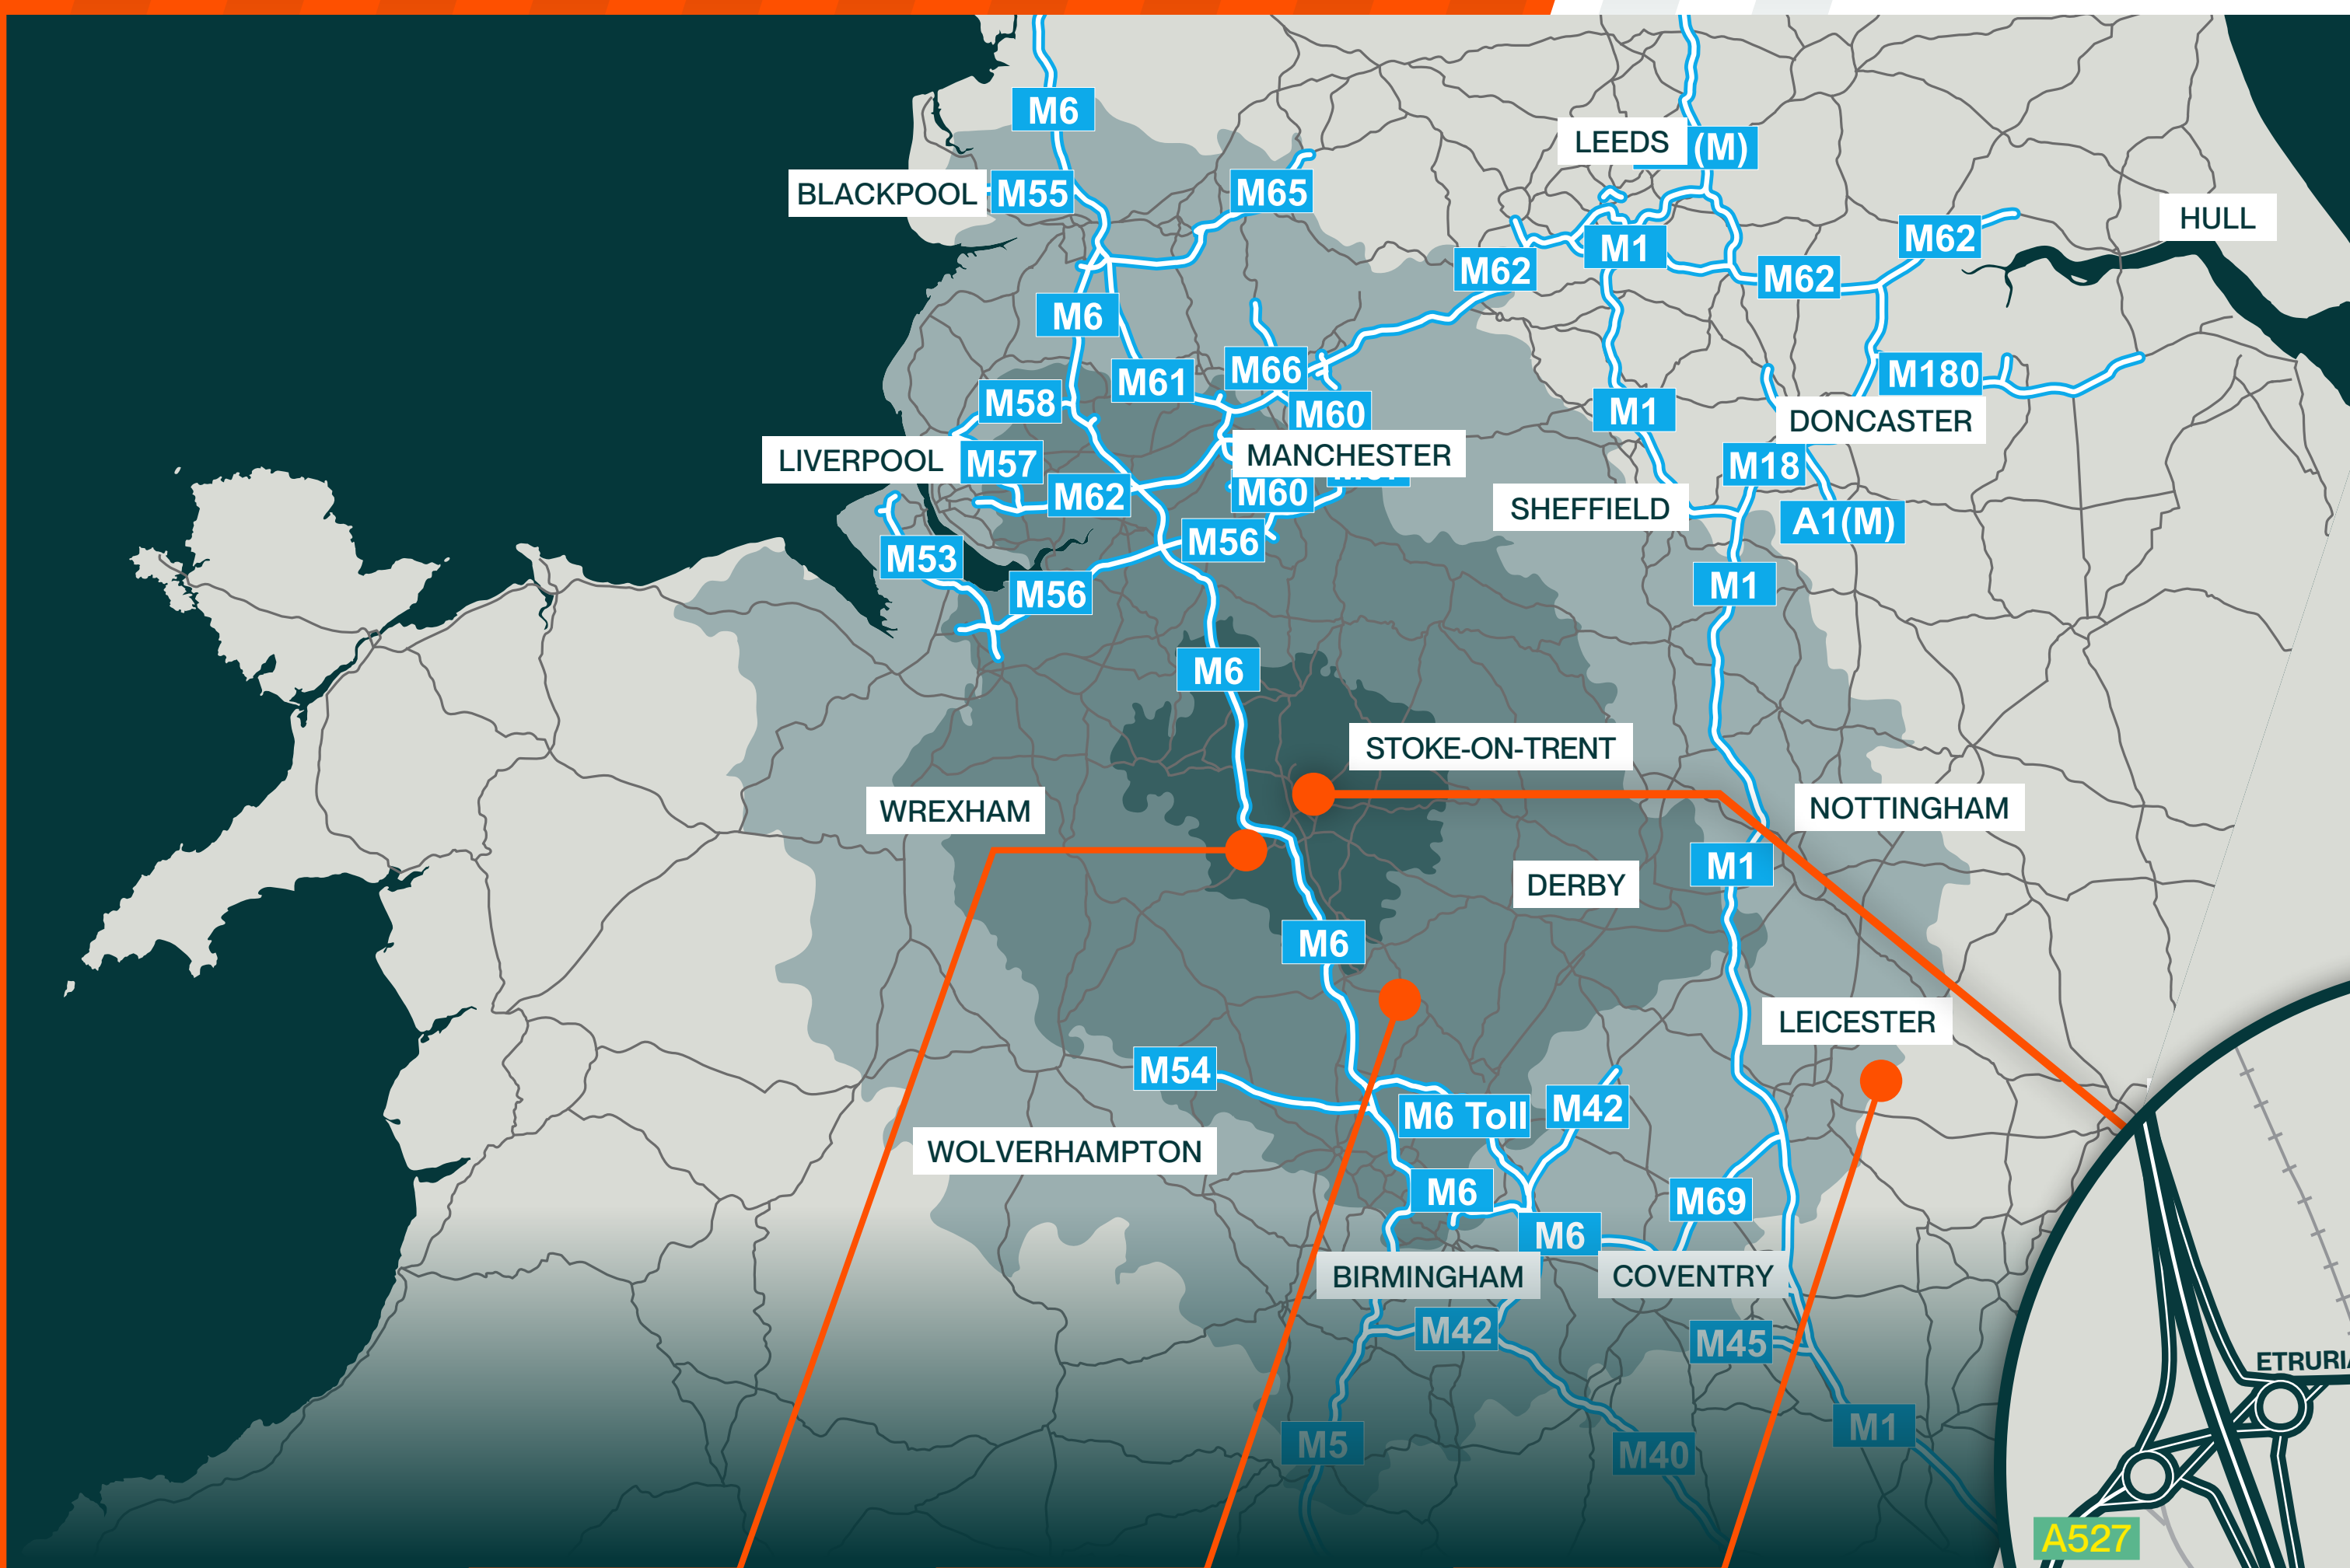 M6
LEEDS
(M)
BLACKPOOL
M55
M65
HULL
M62
M1
M62
M62
M6
M66
M61
M180
M58
M60
M1
DONCASTER
LIVERPOOL
M57
MANCHESTER
M18
M62
M60
SHEFFIELD
A1(M)
M53
M56
M56
M1
M6
STOKE-ON-TRENT
WREXHAM
NOTTINGHAM
M1
DERBY
M6
LEICESTER
M54
M6 Toll
M42
WOLVERHAMPTON
M6
M69
M6
BIRMINGHAM
COVENTRY
M42
M45
ETRURIA
M1
M5
M40
A527